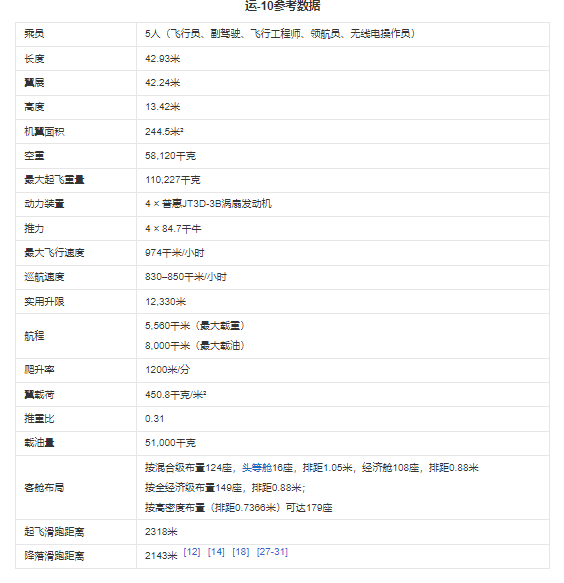 运-10参考数据
乘员 5人（飞行员、副驾驶、飞行工程师、领航员、无线电操作员）
长度 42.93米
翼展 42.24米
高度 13.42米
机翼面积 244.5米²
空重 58,120千克
最大起飞重量 110,227千克
动力装置 4 × 普惠JT3D-3B涡扇发动机
推力 4 × 84.7千牛
最大飞行速度 974千米/小时
巡航速度 830–850千米/小时
实用升限 12,330米
航程 5,560千米（最大载重）
8,000千米（最大载油）
爬升率 1200米/分
翼载荷 450.8千克/米²
推重比 0.31
载油量 51,000千克
客舱布局 按混合级布置124座，头等舱16座，排距1.05米，经济舱108座，排距0.88米
按全经济级布置149座，排距0.88米；
按高密度布置（排距0.7366米）可达179座
起飞滑跑距离 2318米
降落滑跑距离 2143米 [12] [14] [18] [27-31]